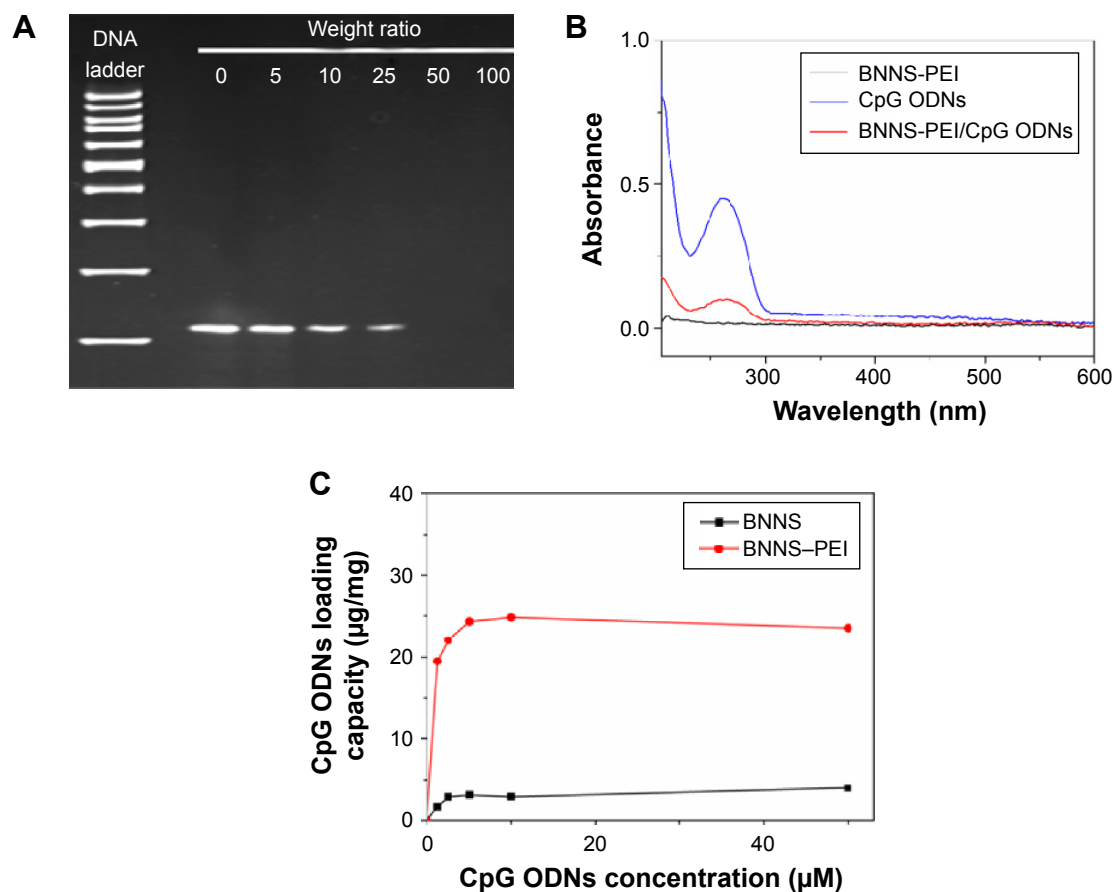 A
DNA
ladder
Weight ratio
0 5 10 25 50 100
B
1.0
0.5
0.0
Absorbance
BNNS-PEI
CpG ODNs
BNNS-PEI/CpG ODNs
300 400 500 600
Wavelength (nm)
C
40
30
20
10
0
CpG ODNs loading
capacity (µg/mg)
BNNS
BNNS–PEI
0 20 40
CpG ODNs concentration (µM)